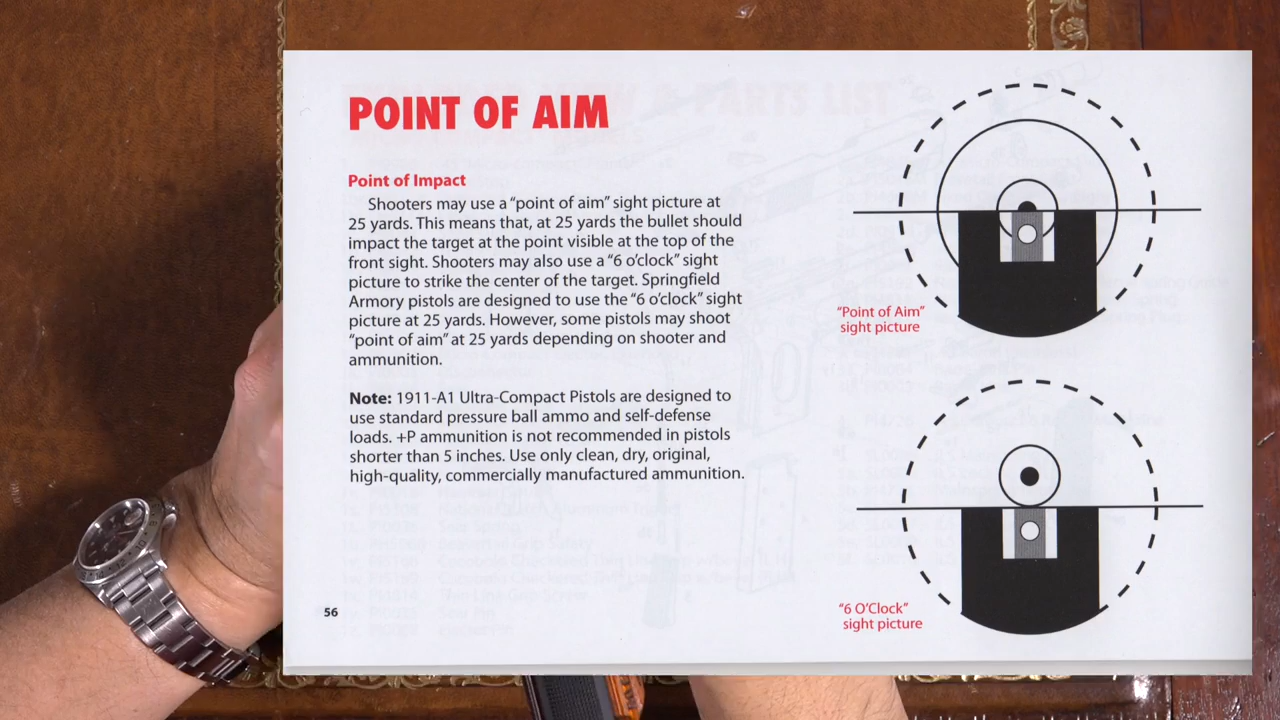 POINT OF AIM
Point of Impact
Shooters may use a “point of aim” sight picture at
25 yards. This means that, at 25 yards the bullet should
impact the target at the point visible at the top of the
front sight. Shooters may also use a “6 o’clock” sight
picture to strike the center of the target. Springfield
Armory pistols are designed to use the “6 o’clock” sight
picture at 25 yards. However, some pistols may shoot
“point of aim” at 25 yards depending on shooter and
ammunition.
Note: 1911-A1 Ultra-Compact Pistols are designed to
use standard pressure ball ammo and self-defense
loads. +P ammunition is not recommended in pistols
shorter than 5 inches. Use only clean, dry, original,
high-quality, commercially manufactured ammunition.
56
“Point of Aim”
sight picture
“6 O’Clock”
sight picture